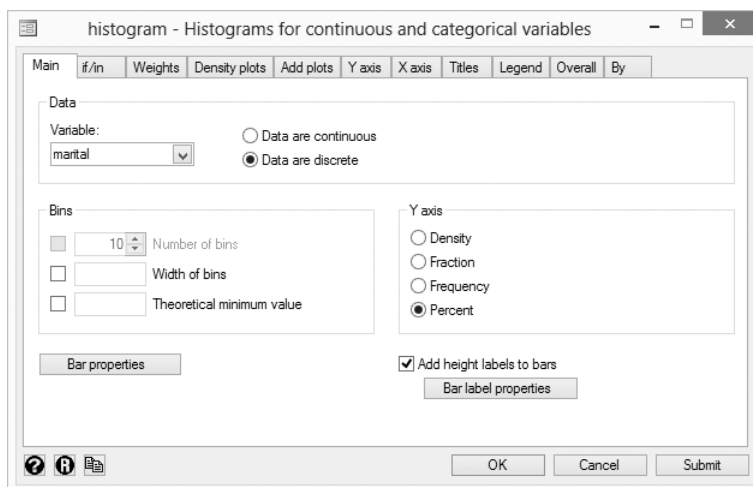 histogram - Histograms for continuous and categorical variables
Main if/in Weights Density plots Add plots Y axis X axis Titles Legend Overall By
Data
Variable:
marital
Data are continuous
Data are discrete
Bins
10 Number of bins
Width of bins
Theoretical minimum value
Y axis
Density
Fraction
Frequency
Percent
Bar properties
Add height labels to bars
Bar label properties
? R
OK Cancel Submit